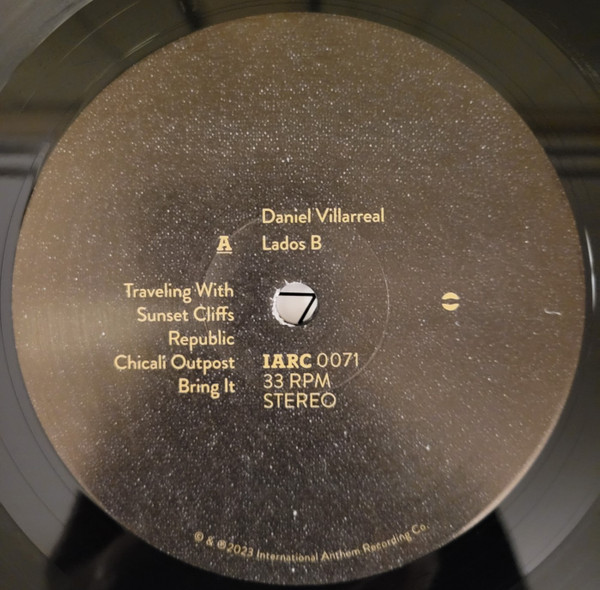 Daniel Villarreal
A Lados B
Traveling With
Sunset Cliffs
Republic
Chicali Outpost
Bring It
IARC 0071
33 RPM
STEREO
© & ℗ 2023 International Anthem Recording Co.